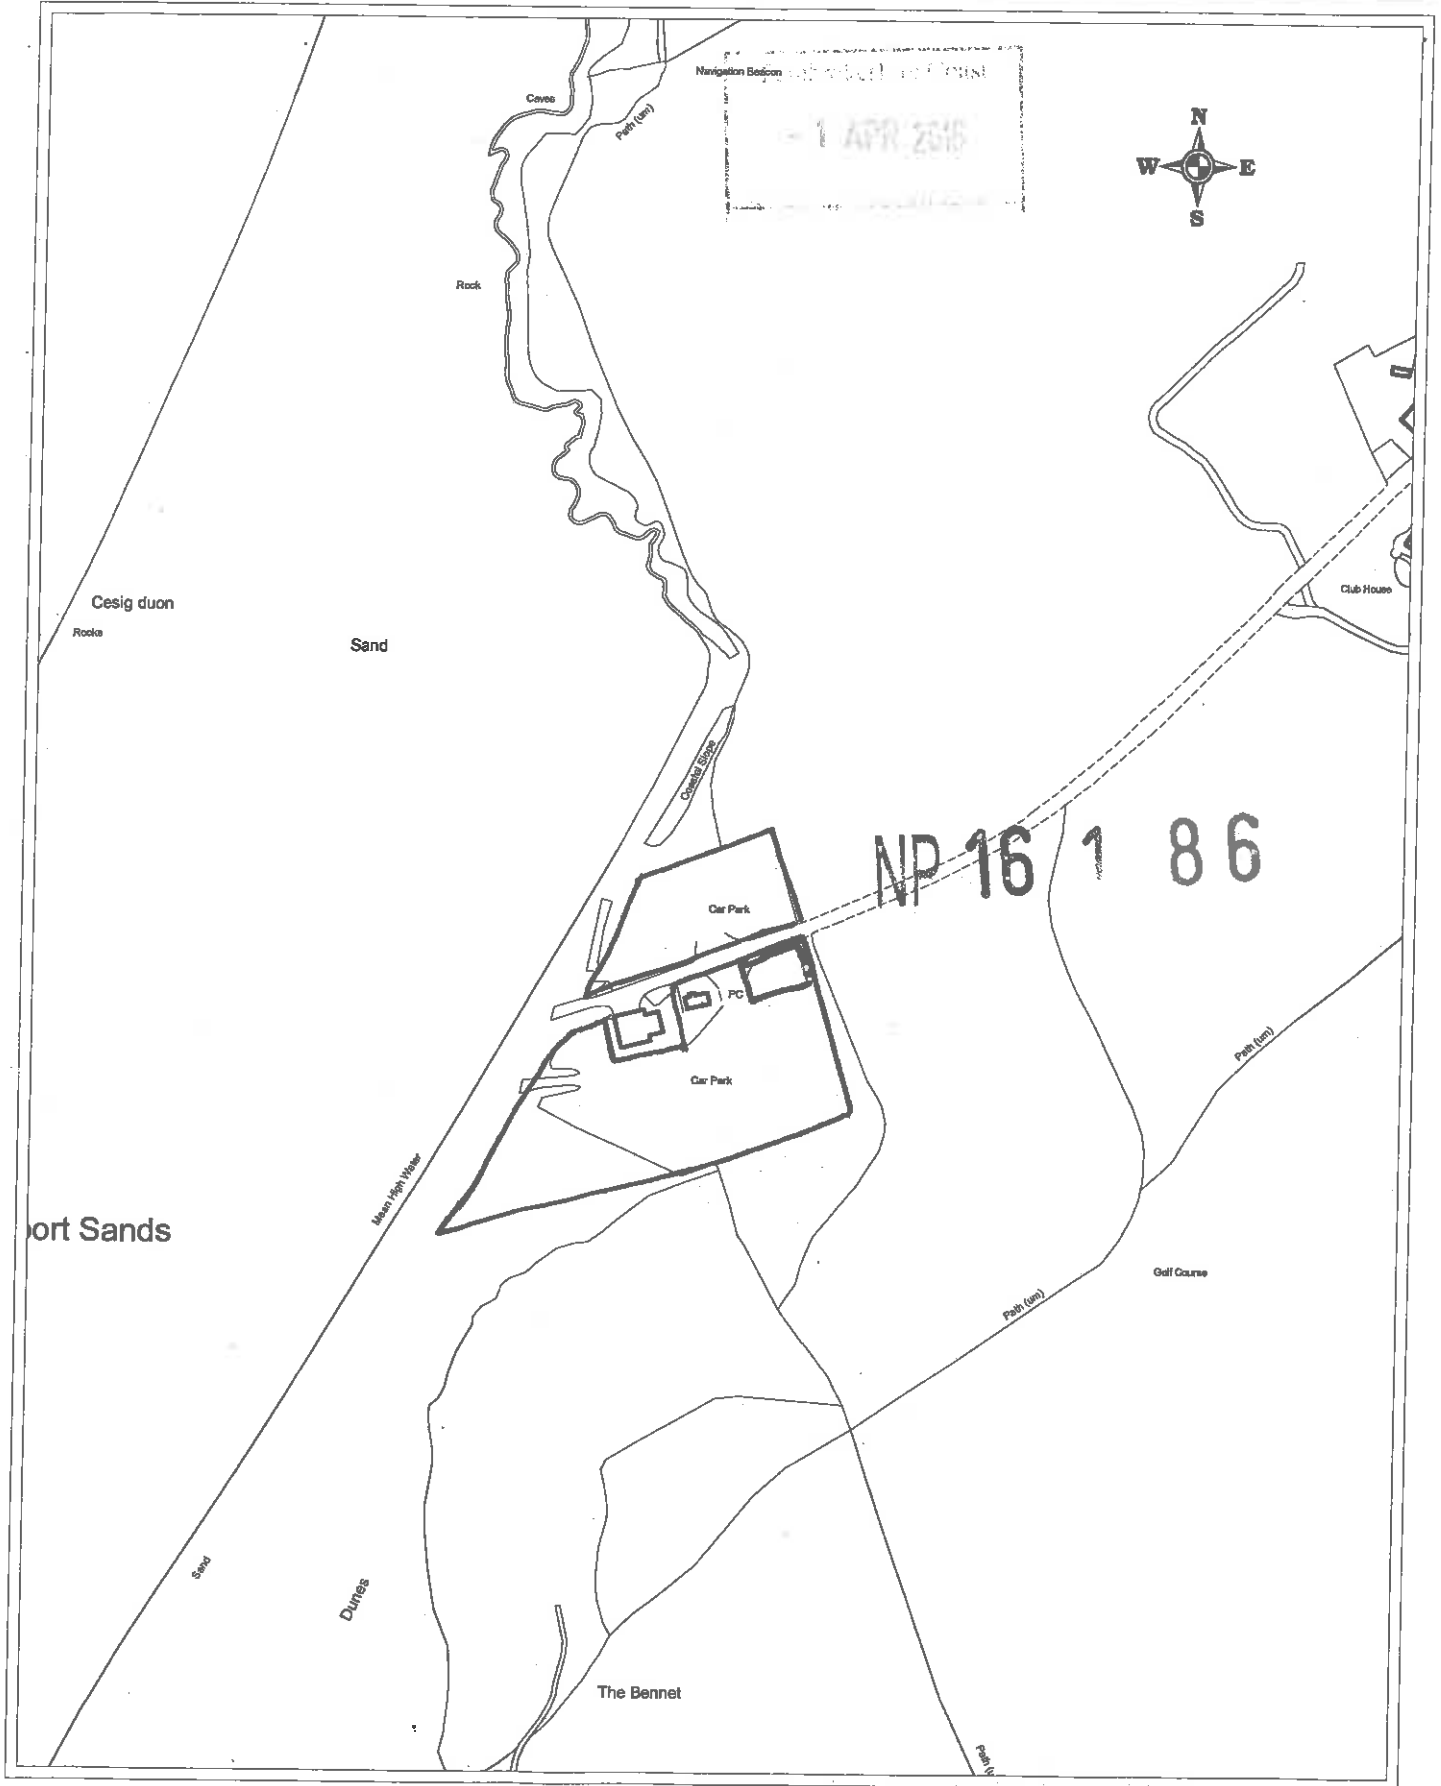 Navigation Beacon
Caves
Path (um)
- 1 APR 2016
N
W E
S
Rock
Cesig duon
Rocks
Sand
Club House
Coastal Slope
NP 16 1 86
Car Park
PC
Car Park
Path (um)
Mean High Water
ort Sands
Golf Course
Path (um)
Sand
Dunes
The Bennet
Path (u